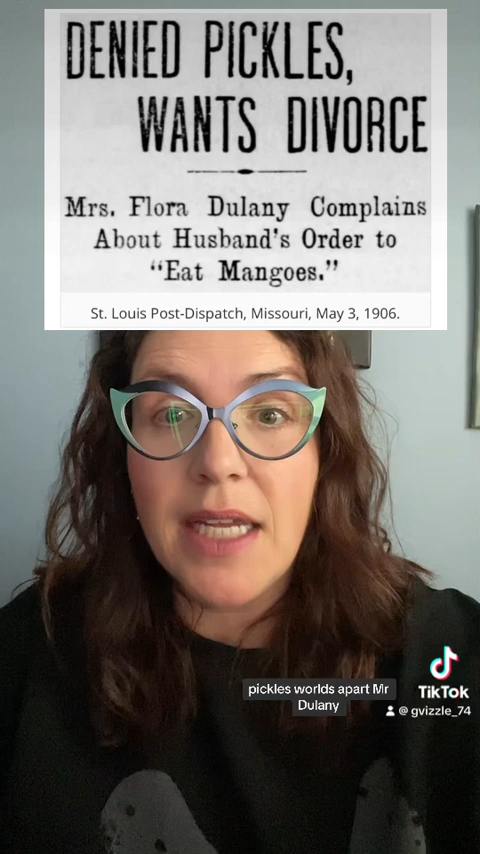 DENIED PICKLES,
WANTS DIVORCE
Mrs. Flora Dulany Complains
About Husband's Order to
“Eat Mangoes.”
St. Louis Post-Dispatch, Missouri, May 3, 1906.
pickles worlds apart Mr
Dulany
TikTok
@ gvizzle_74